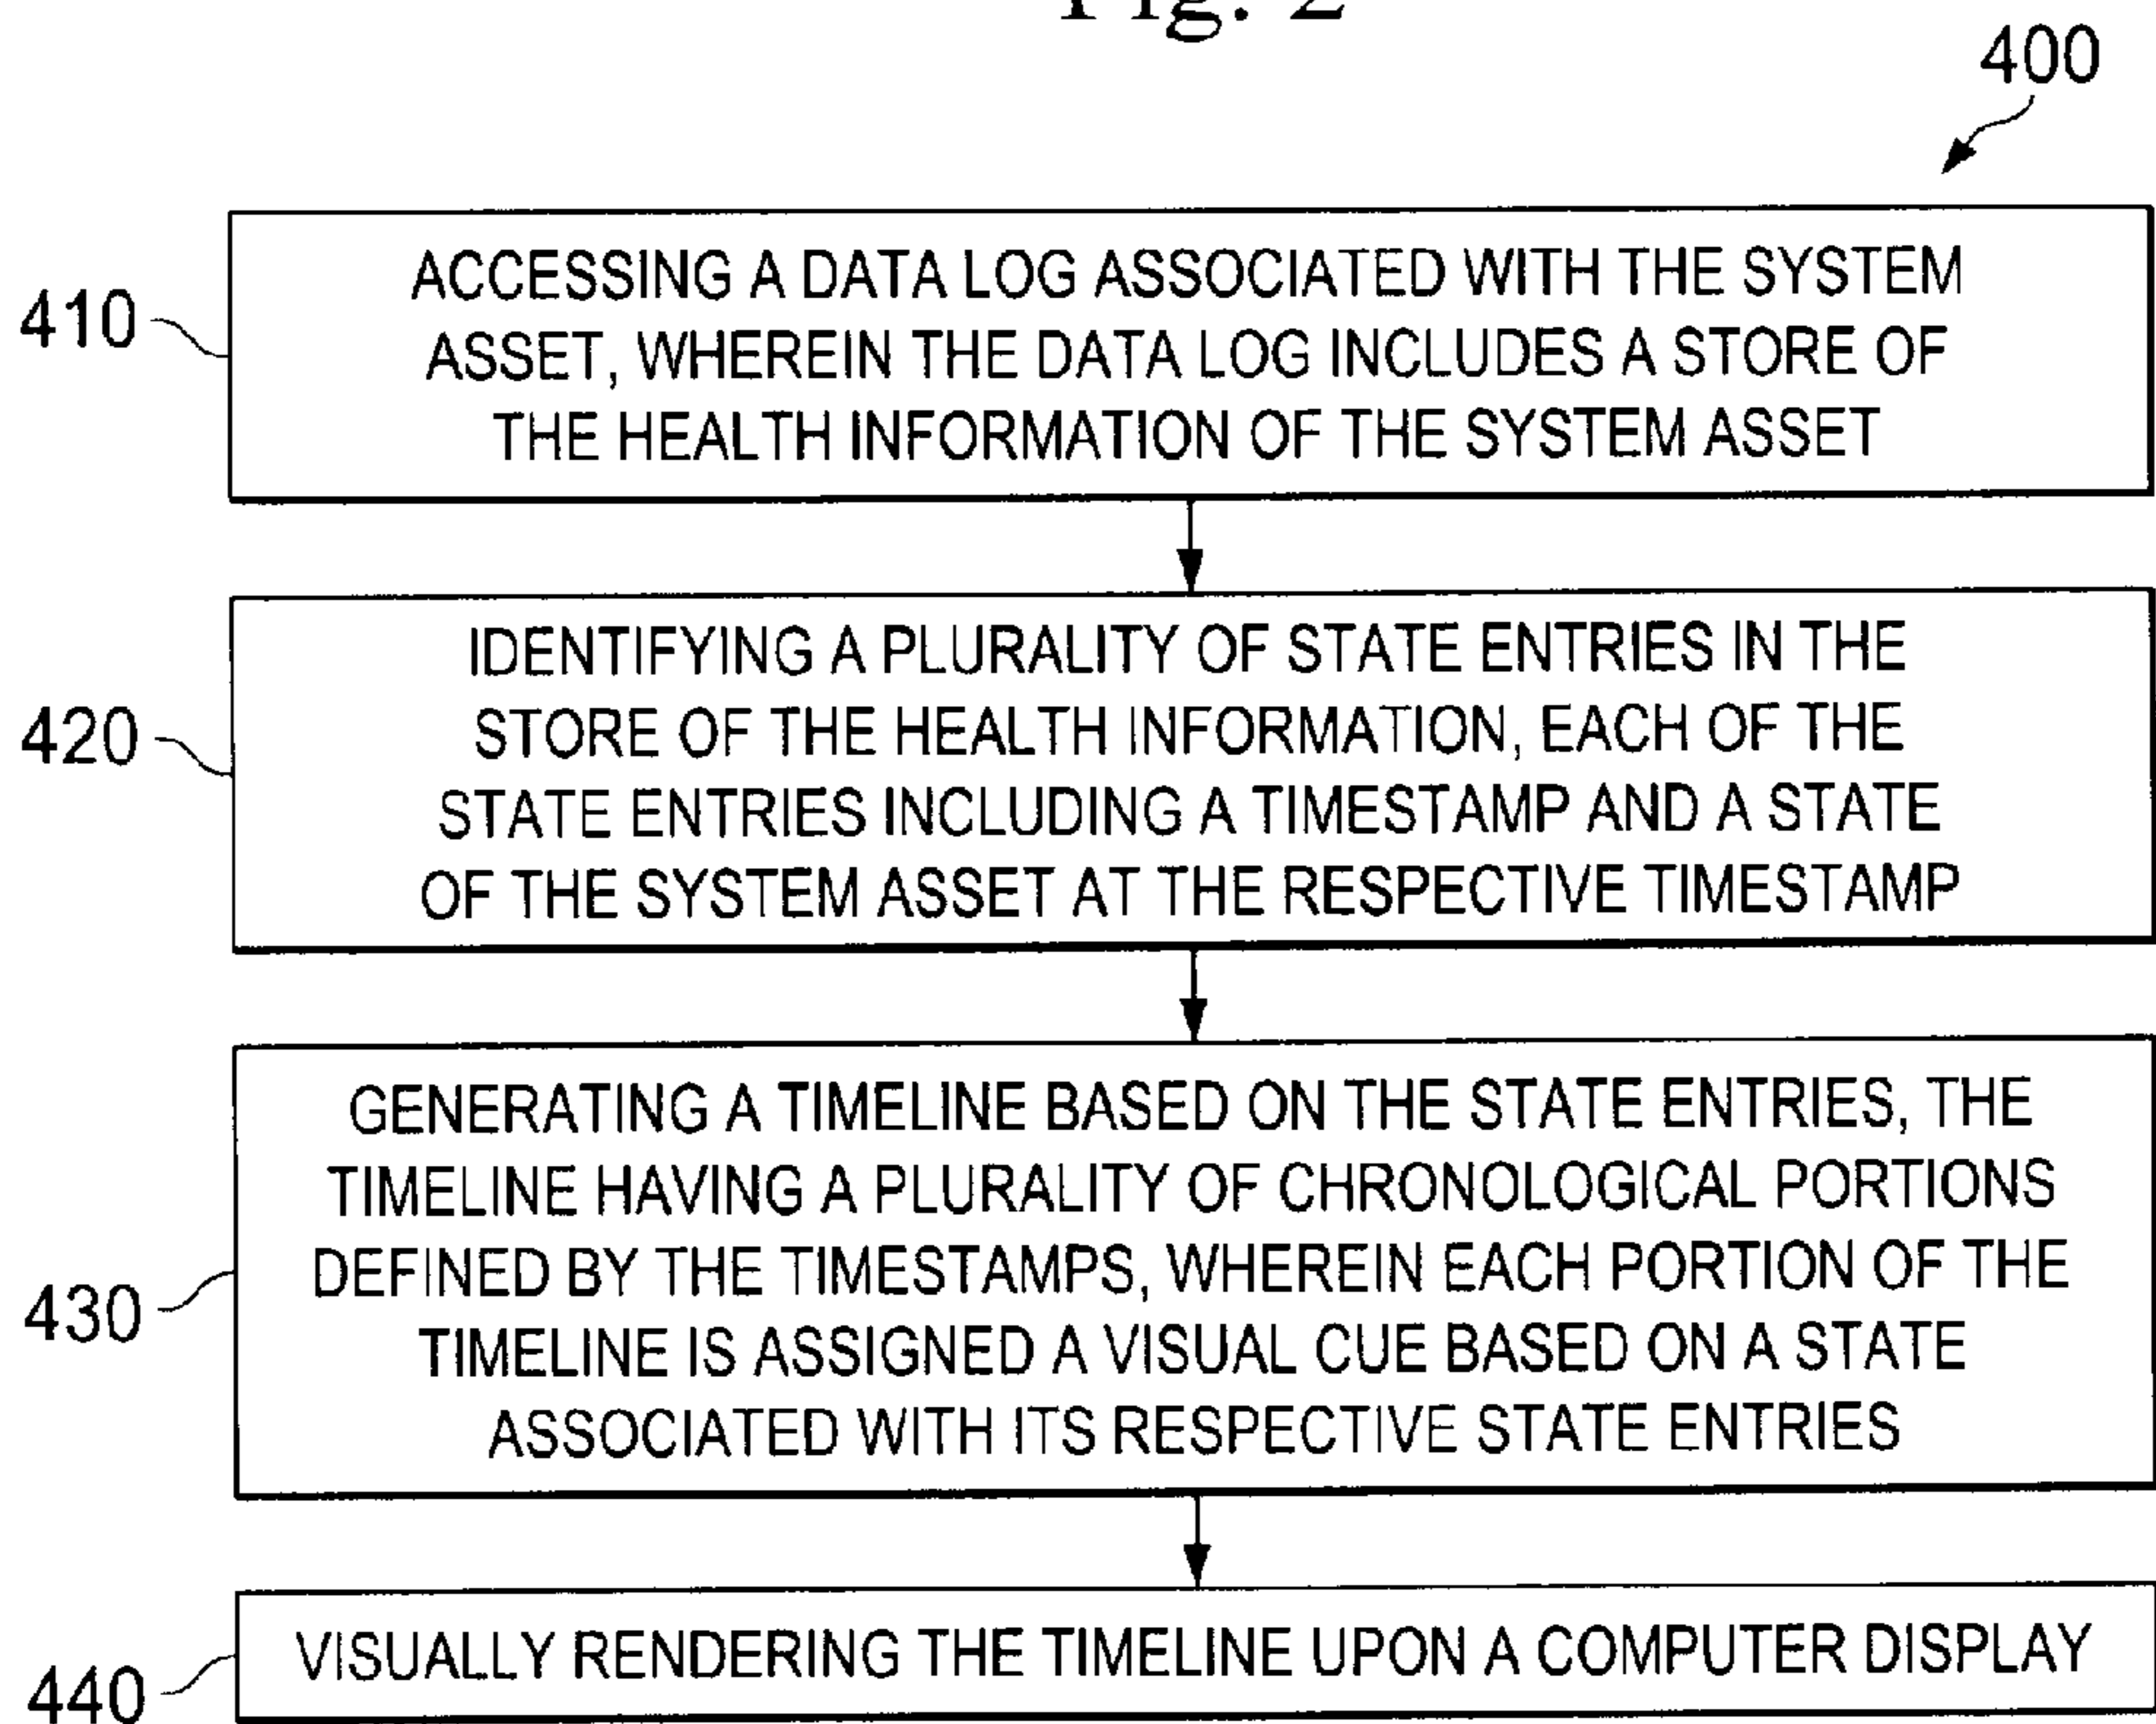 Fig. 2
400
410
ACCESSING A DATA LOG ASSOCIATED WITH THE SYSTEM
ASSET, WHEREIN THE DATA LOG INCLUDES A STORE OF
THE HEALTH INFORMATION OF THE SYSTEM ASSET
420
IDENTIFYING A PLURALITY OF STATE ENTRIES IN THE
STORE OF THE HEALTH INFORMATION, EACH OF THE
STATE ENTRIES INCLUDING A TIMESTAMP AND A STATE
OF THE SYSTEM ASSET AT THE RESPECTIVE TIMESTAMP
430
GENERATING A TIMELINE BASED ON THE STATE ENTRIES, THE
TIMELINE HAVING A PLURALITY OF CHRONOLOGICAL PORTIONS
DEFINED BY THE TIMESTAMPS, WHEREIN EACH PORTION OF THE
TIMELINE IS ASSIGNED A VISUAL CUE BASED ON A STATE
ASSOCIATED WITH ITS RESPECTIVE STATE ENTRIES
440
VISUALLY RENDERING THE TIMELINE UPON A COMPUTER DISPLAY